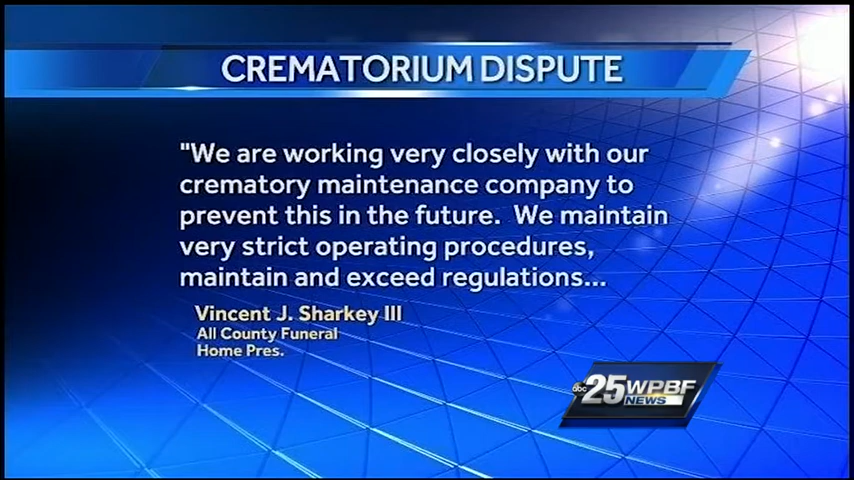 CREMATORIUM DISPUTE
"We are working very closely with our
crematory maintenance company to
prevent this in the future.  We maintain
very strict operating procedures,
maintain and exceed regulations...
Vincent J. Sharkey III
All County Funeral
Home Pres.
abc 25 WPBF
NEWS